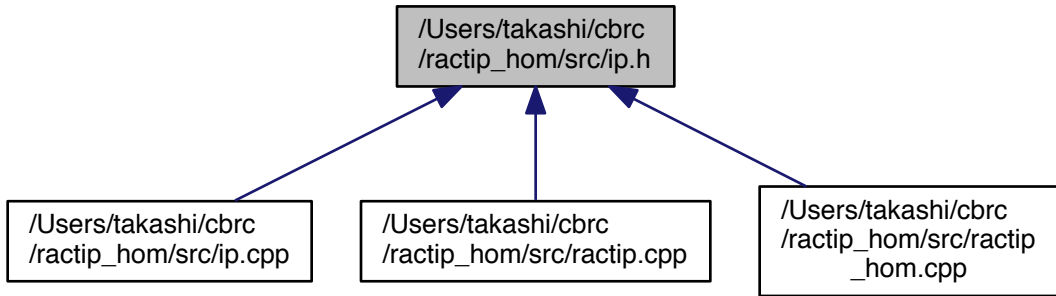 /Users/takashi/cbrc
/ractip_hom/src/ip.h
/Users/takashi/cbrc
/ractip_hom/src/ip.cpp
/Users/takashi/cbrc
/ractip_hom/src/ractip.cpp
/Users/takashi/cbrc
/ractip_hom/src/ractip
_hom.cpp